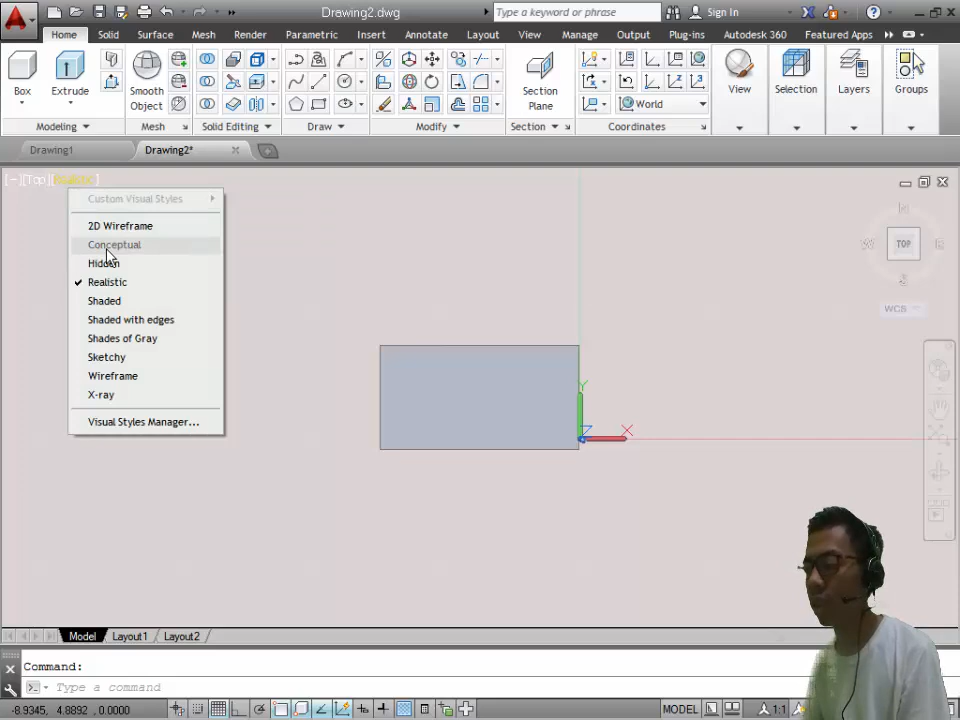 Drawing2.dwg
Type a keyword or phrase
Sign In
Home Solid Surface Mesh Render Parametric Insert Annotate Layout View Manage Output Plug-ins Autodesk 360 Featured Apps
Box
Extrude
Smooth
Object
Section
Plane
World
View
Selection
Layers
Groups
Modeling Mesh Solid Editing Draw Modify Section Coordinates
Drawing1 Drawing2*
[−][Top][Realistic]
Custom Visual Styles
2D Wireframe
Conceptual
Hidden
Realistic
Shaded
Shaded with edges
Shades of Gray
Sketchy
Wireframe
X-ray
Visual Styles Manager...
TOP
WCS
Y
Z
X
Model Layout1 Layout2
Command:
Type a command
-8.9345, 4.8892, 0.0000
MODEL
1:1